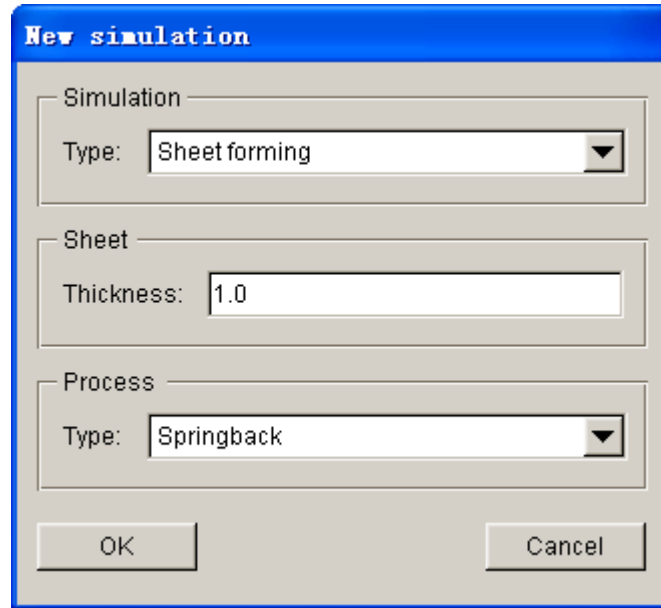 New simulation
Simulation
Type: Sheet forming
Sheet
Thickness: 1.0
Process
Type: Springback
OK Cancel